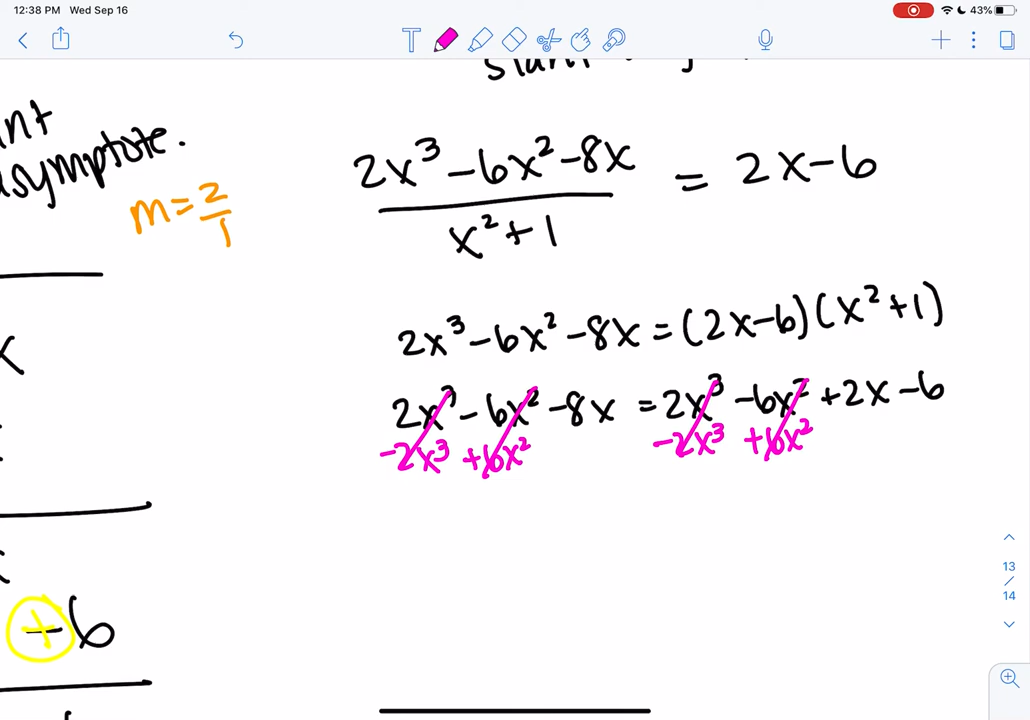 12:38 PM Wed Sep 16
43%
T
nt
asymptote.
m=2/1
x
+6
(2x³-6x²-8x)/(x²+1) = 2x-6
2x³-6x²-8x=(2x-6)(x²+1)
2x³-6x²-8x=2x³-6x²+2x-6
-2x³+6x² -2x³ +6x²
13
/
14